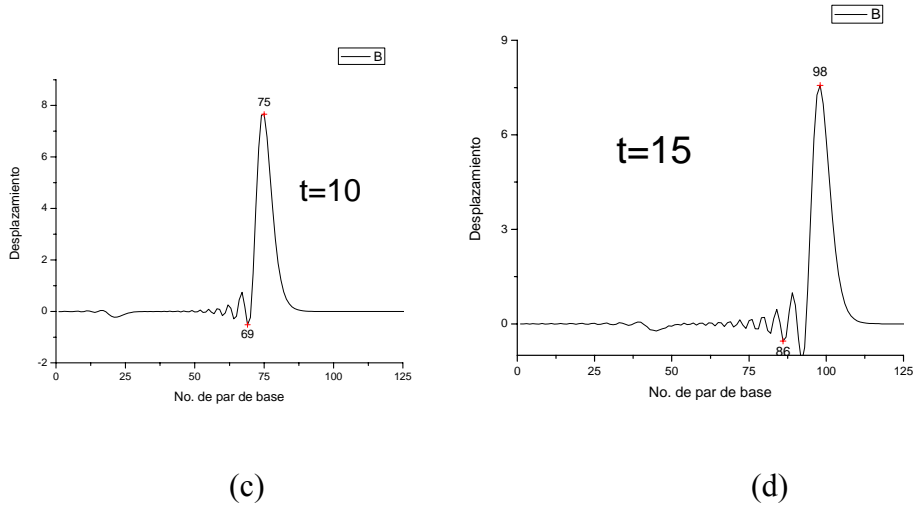 B
8
6
4
2
0
-2
Desplazamiento
75
t=10
69
0
25
50
75
100
125
No. de par de base
(c)
B
9
6
3
0
Desplazamiento
98
t=15
86
0
25
50
75
100
125
No. de par de base
(d)